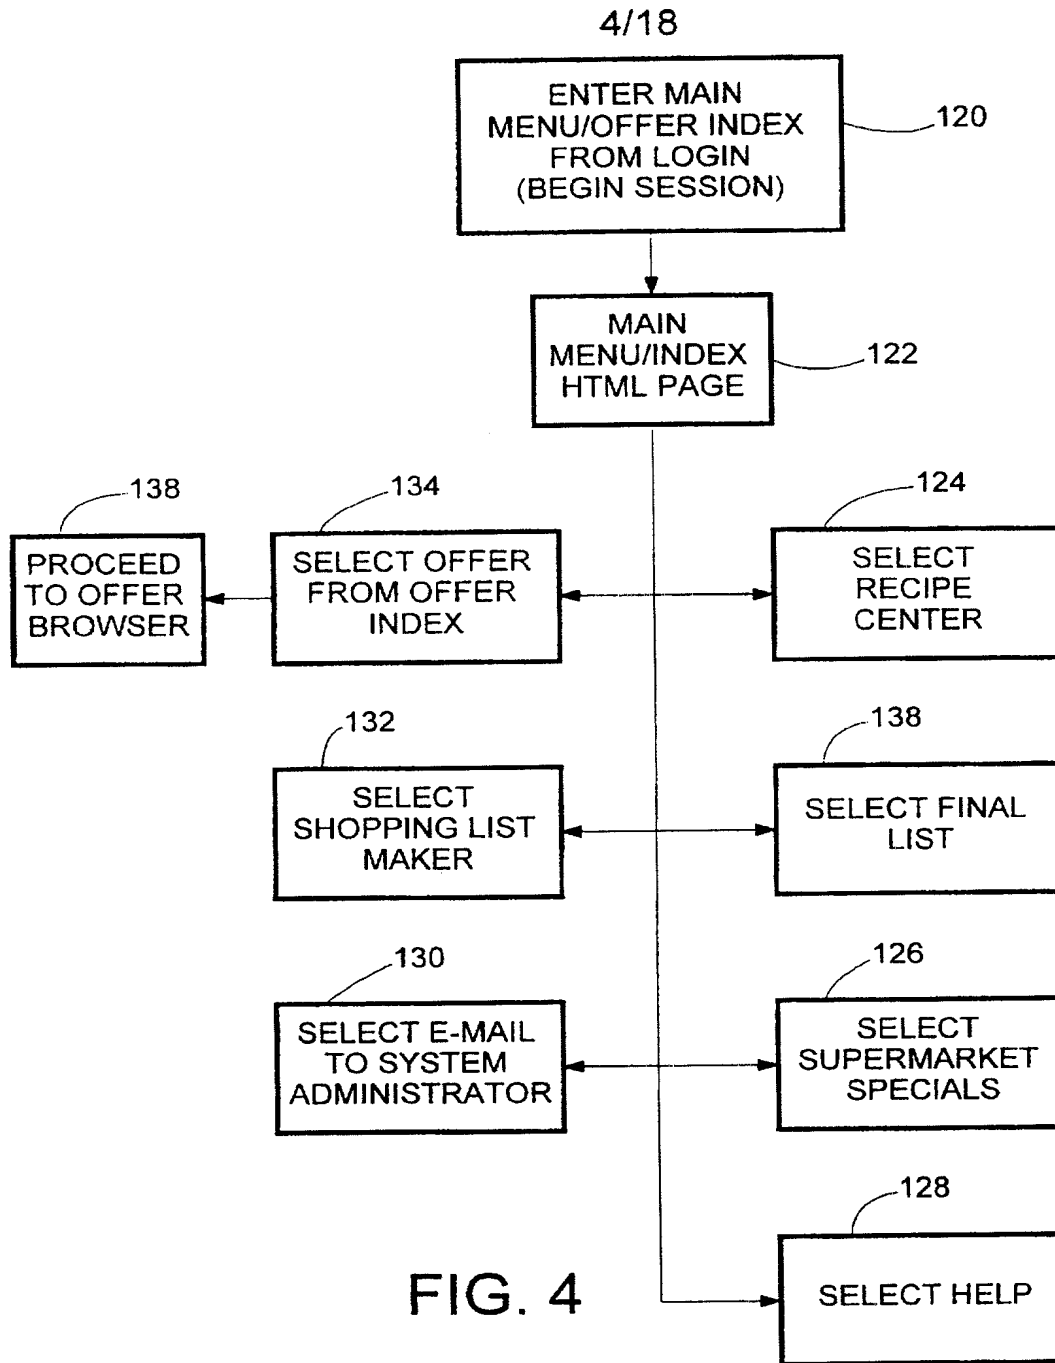 4/18
ENTER MAIN
MENU/OFFER INDEX
FROM LOGIN
(BEGIN SESSION)
120
MAIN
MENU/INDEX
HTML PAGE
122
138
PROCEED
TO OFFER
BROWSER
134
SELECT OFFER
FROM OFFER
INDEX
124
SELECT
RECIPE
CENTER
132
SELECT
SHOPPING LIST
MAKER
138
SELECT FINAL
LIST
130
SELECT E-MAIL
TO SYSTEM
ADMINISTRATOR
126
SELECT
SUPERMARKET
SPECIALS
128
SELECT HELP
FIG. 4